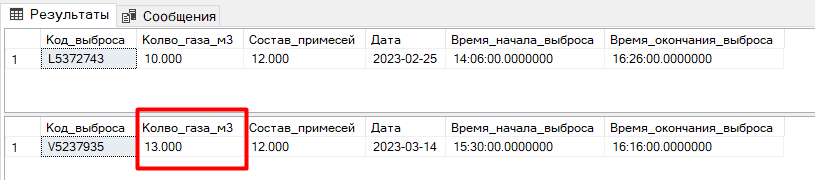 Результаты Сообщения
Код_выброса Колво_газа_м3 Состав_примесей Дата Время_начала_выброса Время_окончания_выброса
1 L5372743 10.000 12.000 2023-02-25 14:06:00.0000000 16:26:00.0000000
Код_выброса Колво_газа_м3 Состав_примесей Дата Время_начала_выброса Время_окончания_выброса
1 V5237935 13.000 12.000 2023-03-14 15:30:00.0000000 16:16:00.0000000